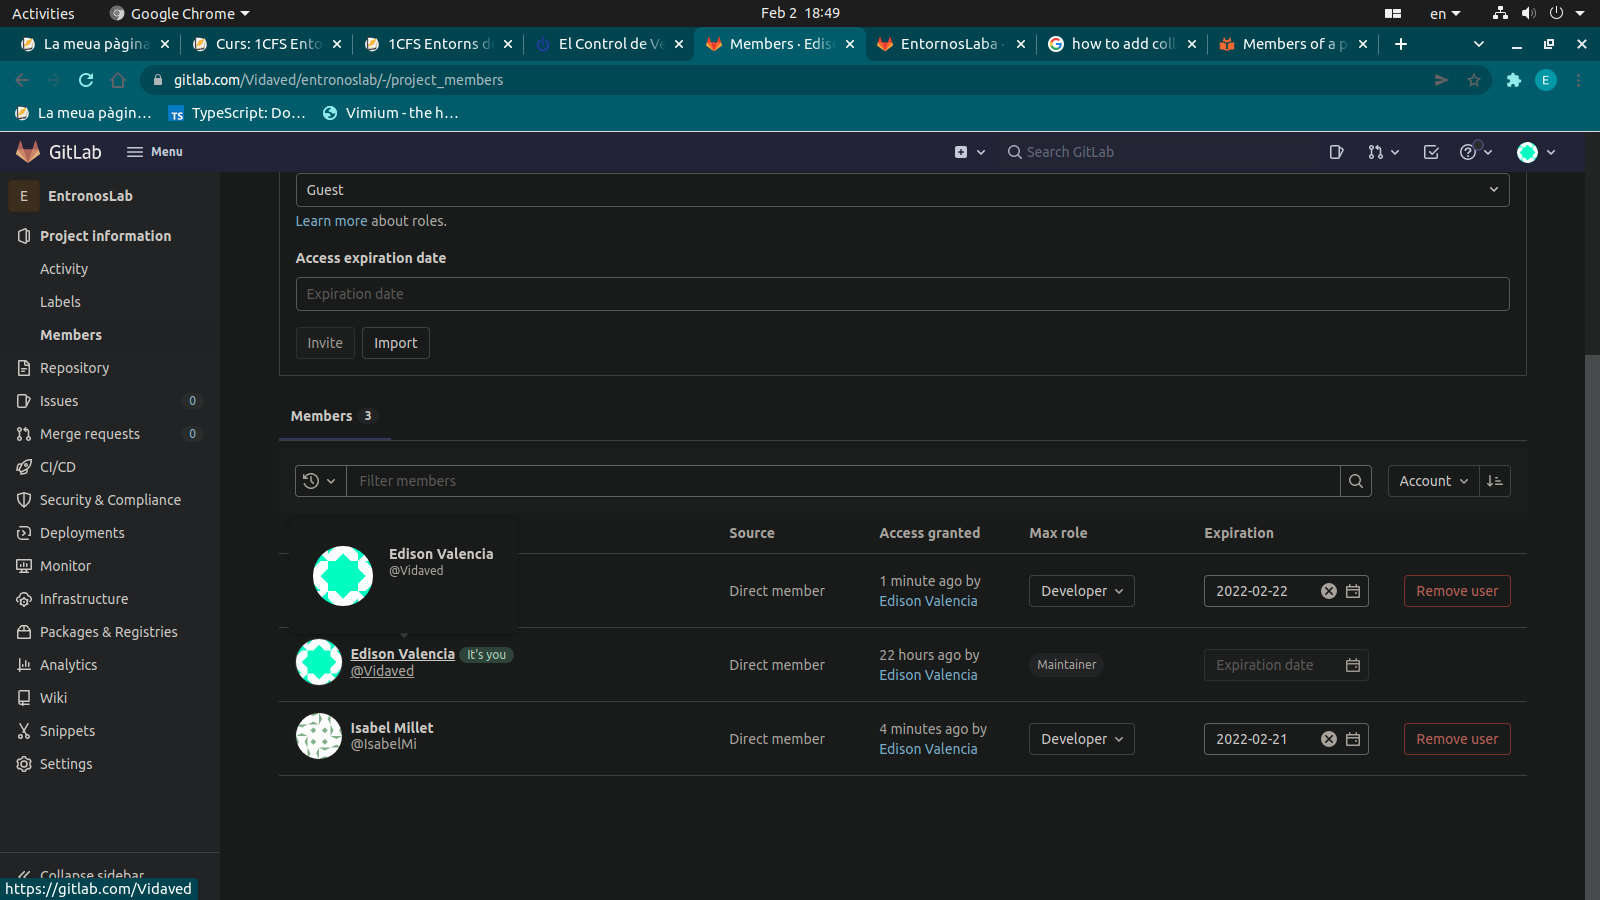 Activities
Google Chrome
Feb 2 18:49
en
La meua pàgina
Curs: 1CFS Ento
1CFS Entorns de
El Control de Ve
Members · Edis
EntornosLaba
how to add coll
Members of a p
gitlab.com/Vidaved/entronoslab/-/project_members
E
La meua pàgin…
TS
TypeScript: Do…
Vimium - the h…
GitLab
Menu
Search GitLab
E
EntronosLab
Project information
Activity
Labels
Members
Repository
Issues 0
Merge requests 0
CI/CD
Security & Compliance
Deployments
Monitor
Infrastructure
Packages & Registries
Analytics
Wiki
Snippets
Settings
Collapse sidebar
https://gitlab.com/Vidaved
Guest
Learn more about roles.
Access expiration date
Expiration date
Invite
Import
Members 3
Filter members
Account
Source
Access granted
Max role
Expiration
Edison Valencia
@Vidaved
Direct member
1 minute ago by
Edison Valencia
Developer
2022-02-22
Remove user
Edison Valencia It's you
@Vidaved
Direct member
22 hours ago by
Edison Valencia
Maintainer
Expiration date
Isabel Millet
@IsabelMi
Direct member
4 minutes ago by
Edison Valencia
Developer
2022-02-21
Remove user